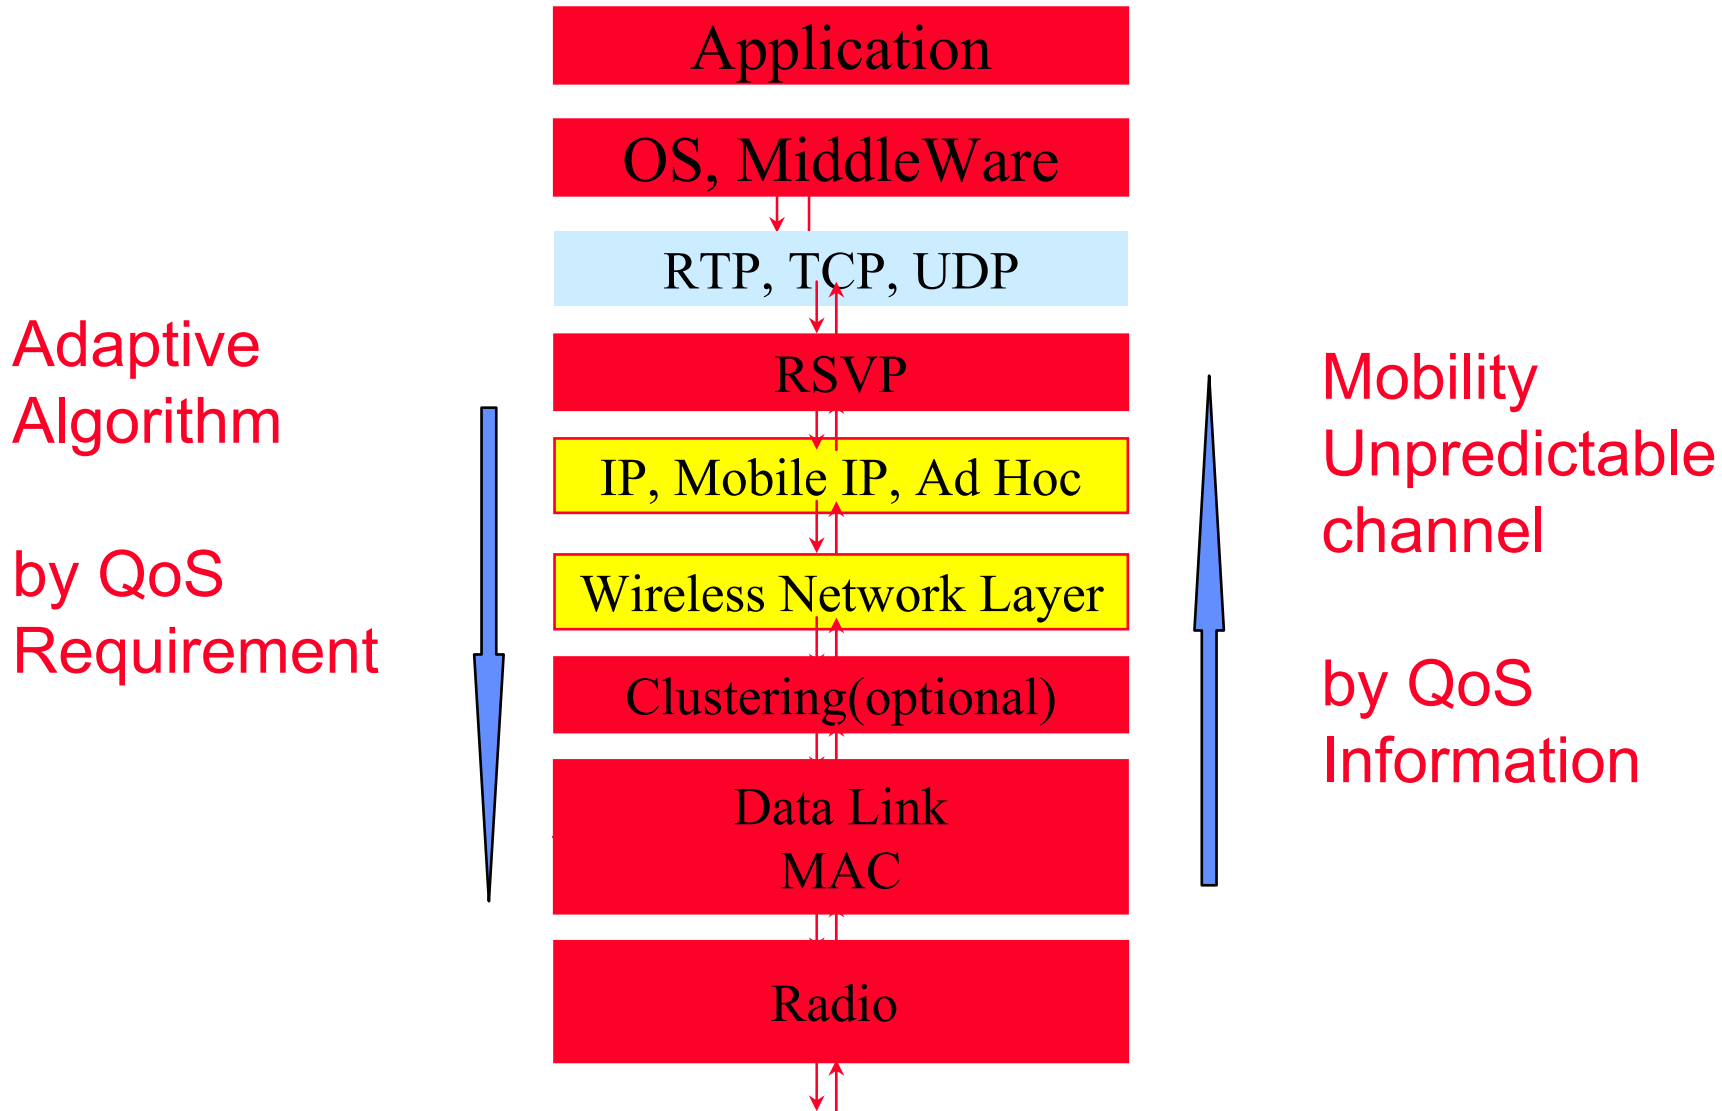 Application
OS, MiddleWare
RTP, TCP, UDP
RSVP
IP, Mobile IP, Ad Hoc
Wireless Network Layer
Clustering(optional)
Data Link
MAC
Radio
Adaptive
Algorithm
by QoS
Requirement
Mobility
Unpredictable
channel
by QoS
Information